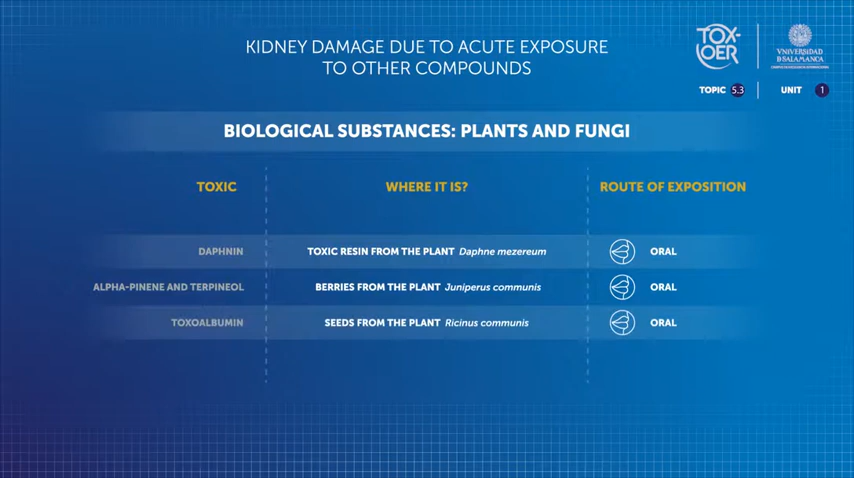 KIDNEY DAMAGE DUE TO ACUTE EXPOSURE
TO OTHER COMPOUNDS
TOX-
OER
VNiVERSiDAD
D SALAMANCA
TOPIC 5.3
UNIT 1
BIOLOGICAL SUBSTANCES: PLANTS AND FUNGI
TOXIC WHERE IT IS? ROUTE OF EXPOSITION
DAPHNIN TOXIC RESIN FROM THE PLANT Daphne mezereum ORAL
ALPHA-PINENE AND TERPINEOL BERRIES FROM THE PLANT Juniperus communis ORAL
TOXOALBUMIN SEEDS FROM THE PLANT Ricinus communis ORAL